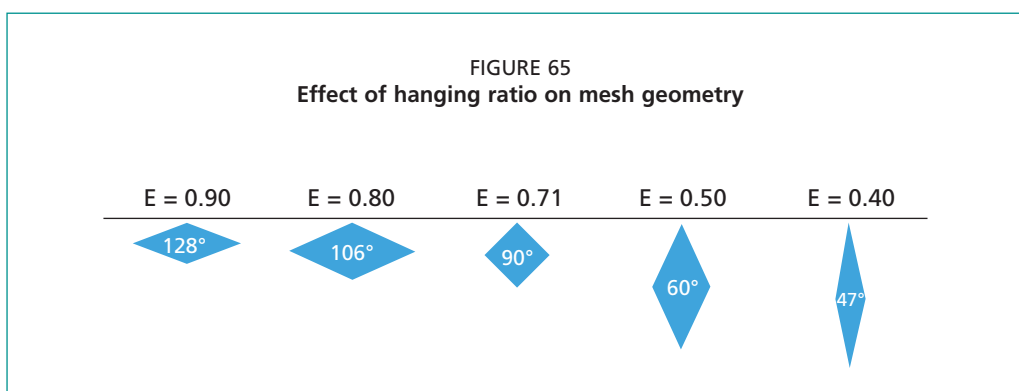 FIGURE 65
Effect of hanging ratio on mesh geometry
E = 0.90 E = 0.80 E = 0.71 E = 0.50 E = 0.40
128° 106° 90° 60° 47°